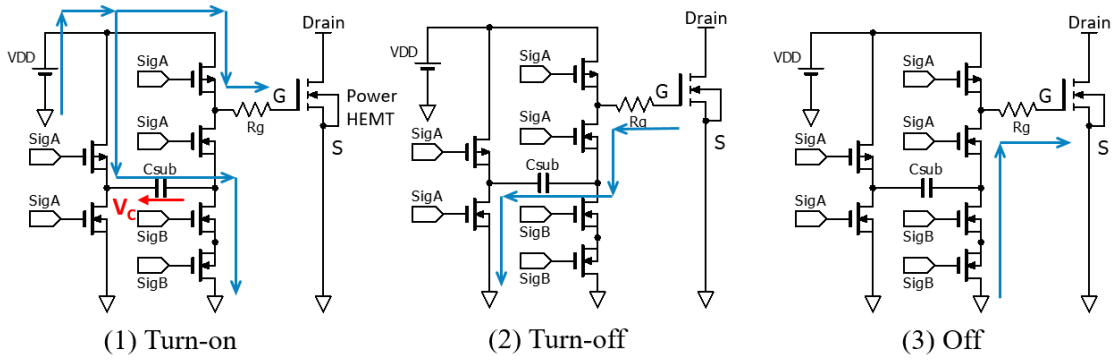 Drain
VDD
SigA
G
Power
HEMT
Rg
SigA
SigA
S
Csub
Vc
SigA
SigB
SigB
(1) Turn-on
Drain
VDD
SigA
G
Rg
SigA
SigA
S
Csub
SigA
SigB
SigB
(2) Turn-off
Drain
VDD
SigA
G
Rg
SigA
SigA
S
Csub
SigA
SigB
SigB
(3) Off